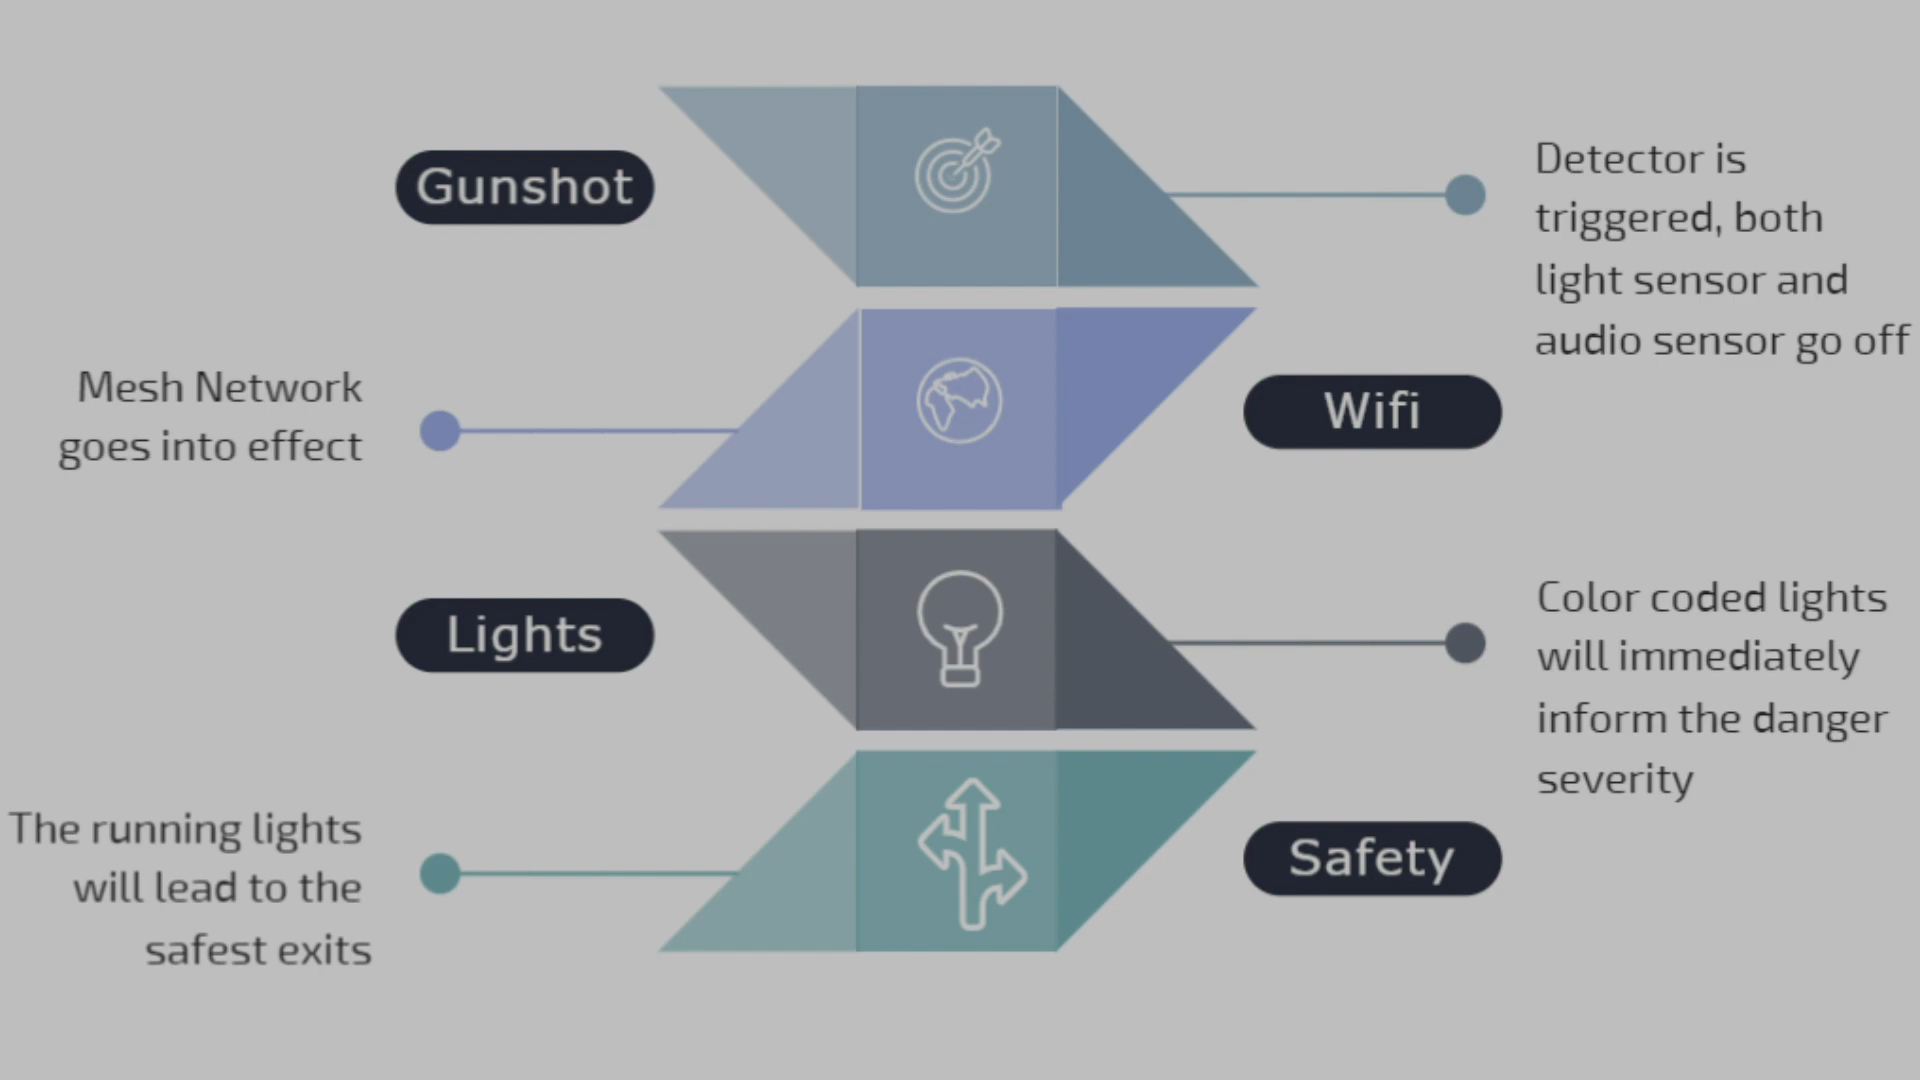 Gunshot
Detector is
triggered, both
light sensor and
audio sensor go off
Mesh Network
goes into effect
Wifi
Lights
Color coded lights
will immediately
inform the danger
severity
The running lights
will lead to the
safest exits
Safety